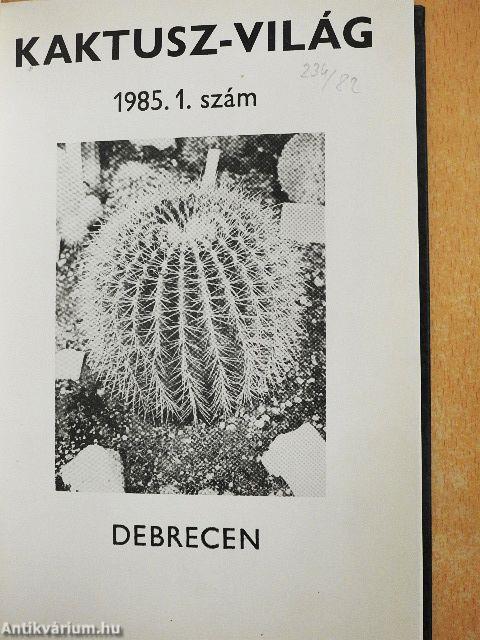 KAKTUSZ-VILÁG
234/82
1985. 1. szám
DEBRECEN
Antikvárium.hu